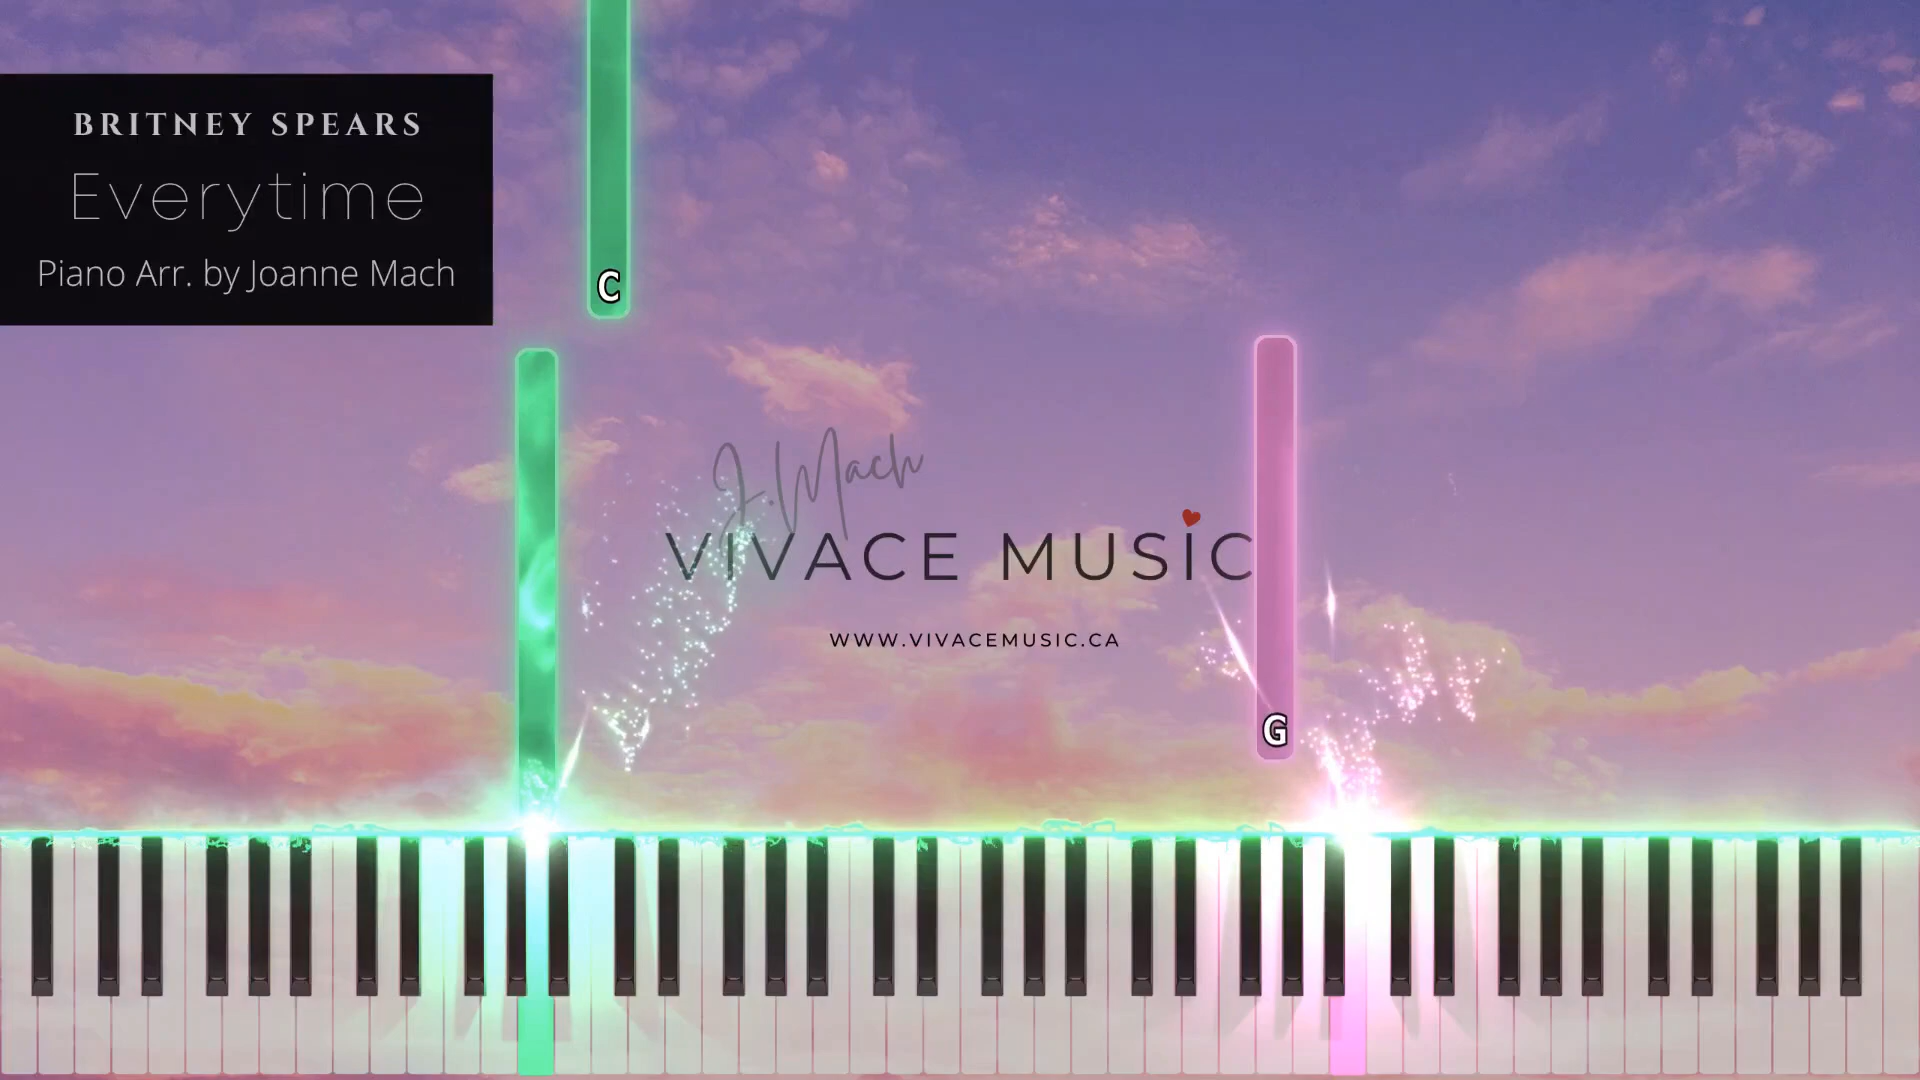 BRITNEY SPEARS
Everytime
Piano Arr. by Joanne Mach
C
J.Mach
VIVACE MUSIC
WWW.VIVACEMUSIC.CA
G